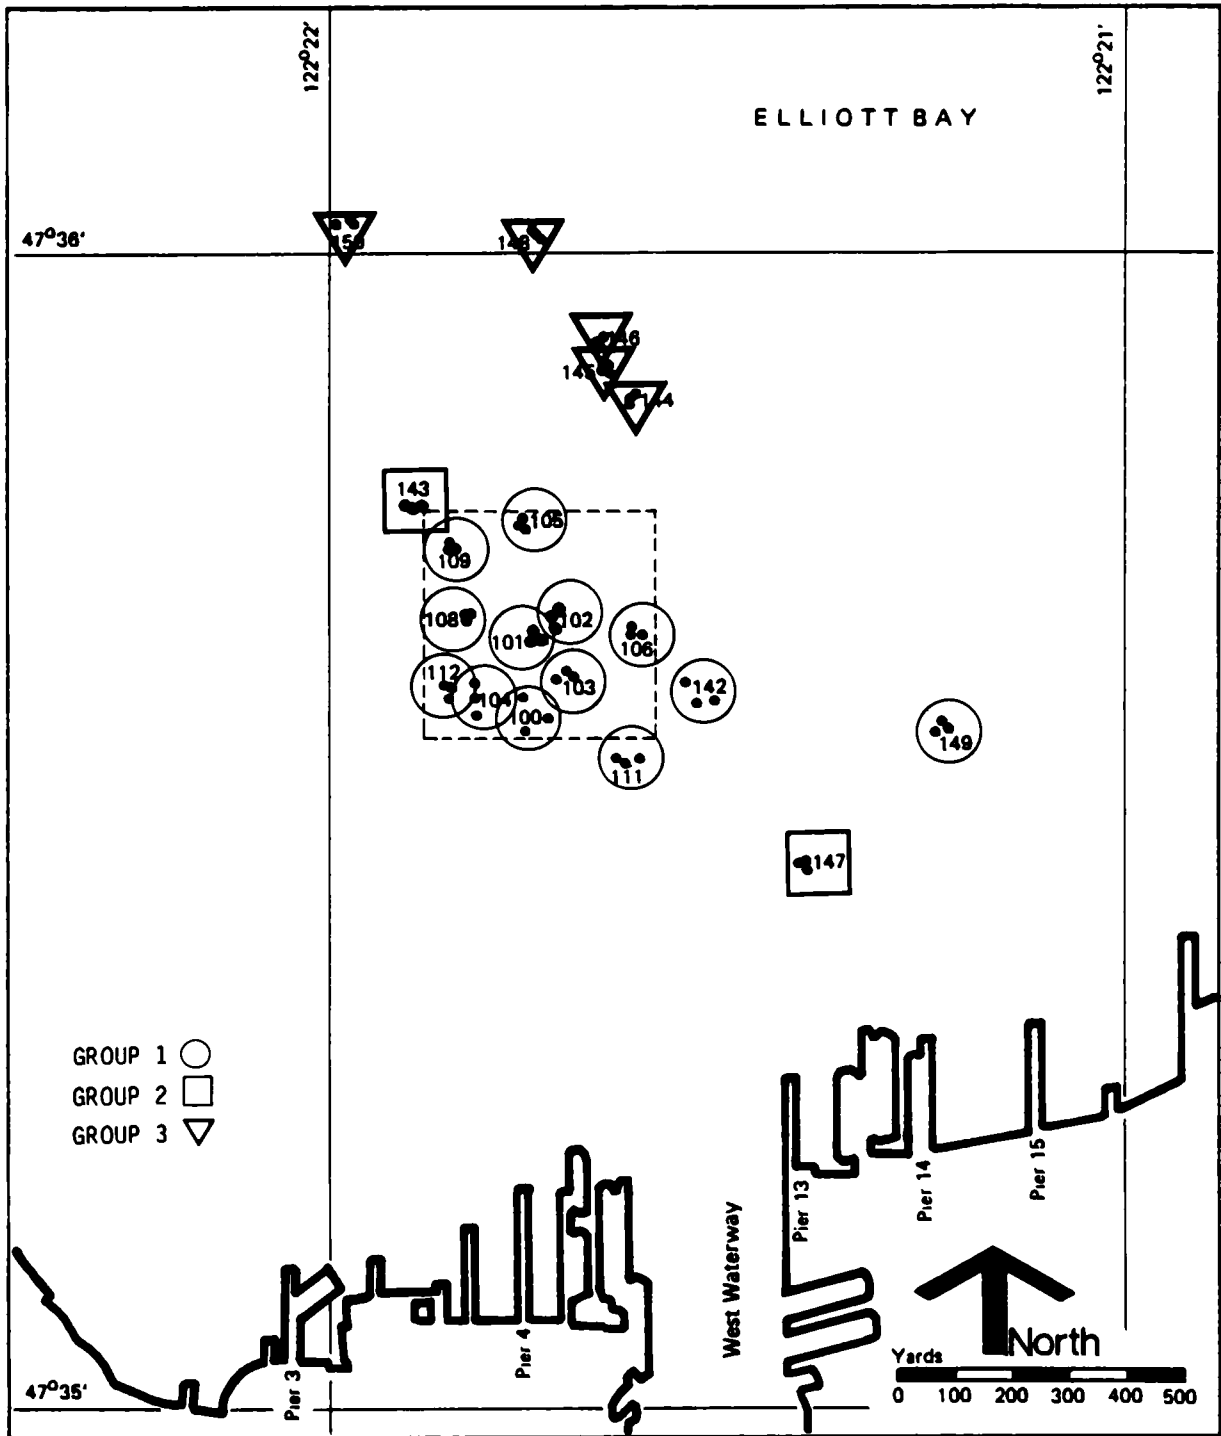 122°22'
122°21'
ELLIOTT BAY
47°36'
150
148
146
145
144
143
105
109
108
102
101
106
112
104
103
142
100
149
111
147
GROUP 1
GROUP 2
GROUP 3
Pier 3
Pier 4
West Waterway
Pier 13
Pier 14
Pier 15
North
Yards
0 100 200 300 400 500
47°35'